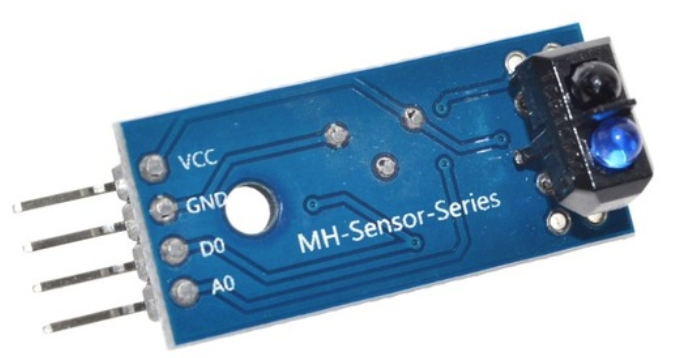 VCC
GND
D0
A0
MH-Sensor-Series